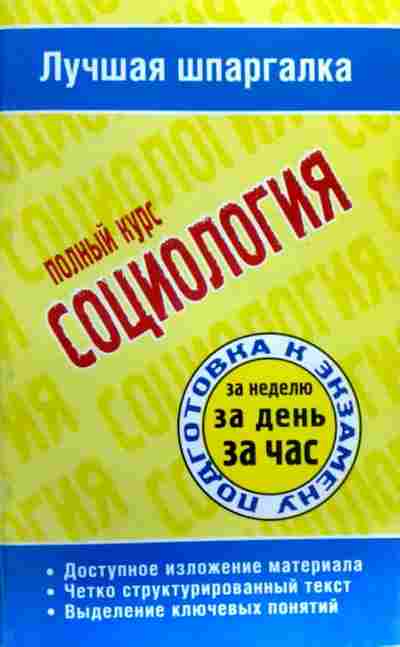 Лучшая шпаргалка
полный курс
СОЦИОЛОГИЯ
ПОДГОТОВКА К ЭКЗАМЕНУ
за неделю
за день
за час
• Доступное изложение материала
• Четко структурированный текст
• Выделение ключевых понятий